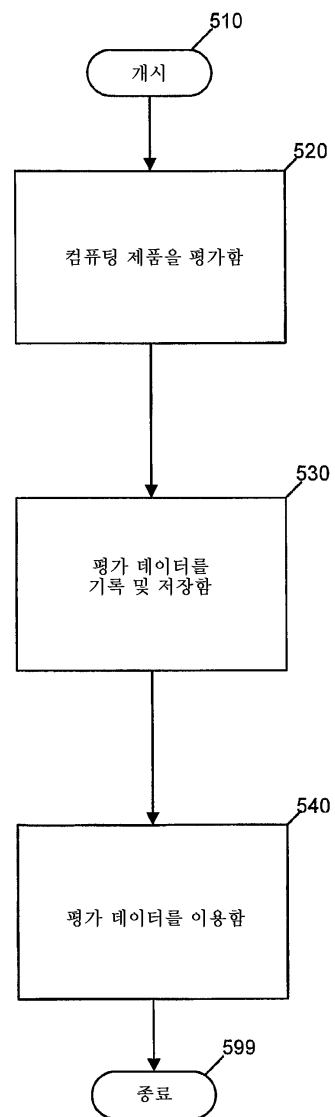 510
개시
520
컴퓨팅 제품을 평가함
530
평가 데이터를
기록 및 저장함
540
평가 데이터를 이용함
599
종료